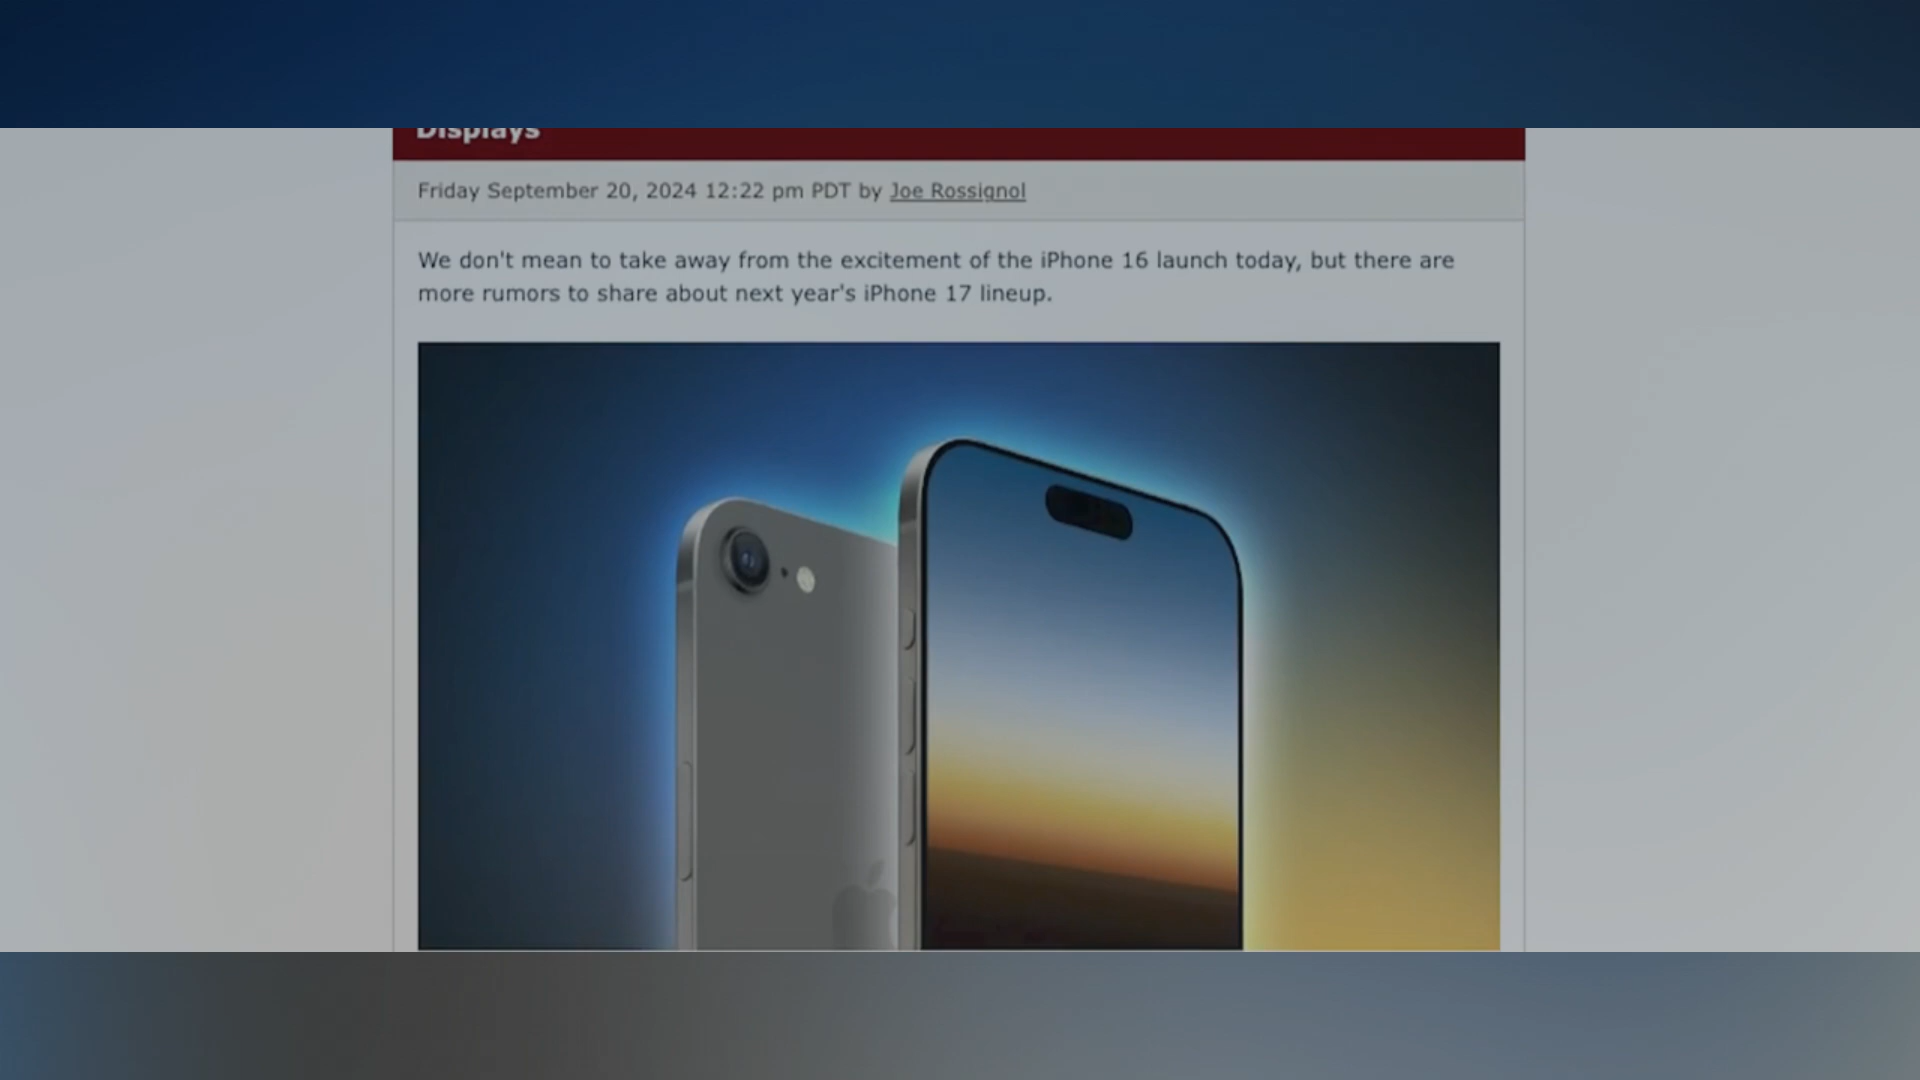 Displays
Friday September 20, 2024 12:22 pm PDT by Joe Rossignol
We don't mean to take away from the excitement of the iPhone 16 launch today, but there are
more rumors to share about next year's iPhone 17 lineup.